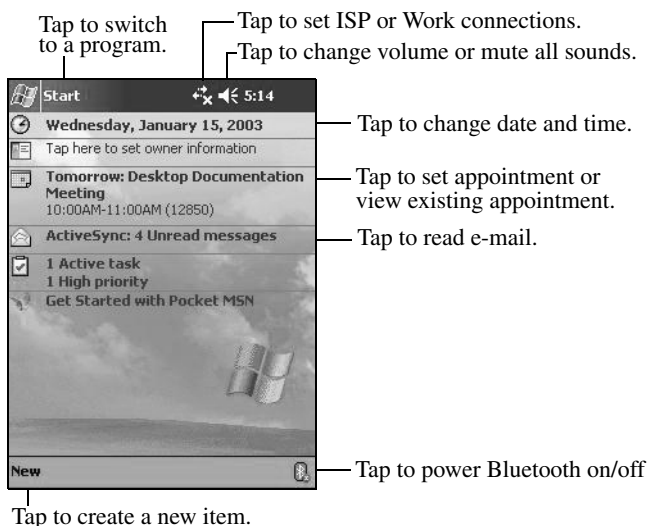 Tap to switch
to a program.
Tap to set ISP or Work connections.
Tap to change volume or mute all sounds.
Start 5:14
Wednesday, January 15, 2003
Tap to change date and time.
Tap here to set owner information
Tomorrow: Desktop Documentation
Meeting
10:00AM-11:00AM (12850)
Tap to set appointment or
view existing appointment.
ActiveSync: 4 Unread messages
Tap to read e-mail.
1 Active task
1 High priority
Get Started with Pocket MSN
New
Tap to power Bluetooth on/off
Tap to create a new item.